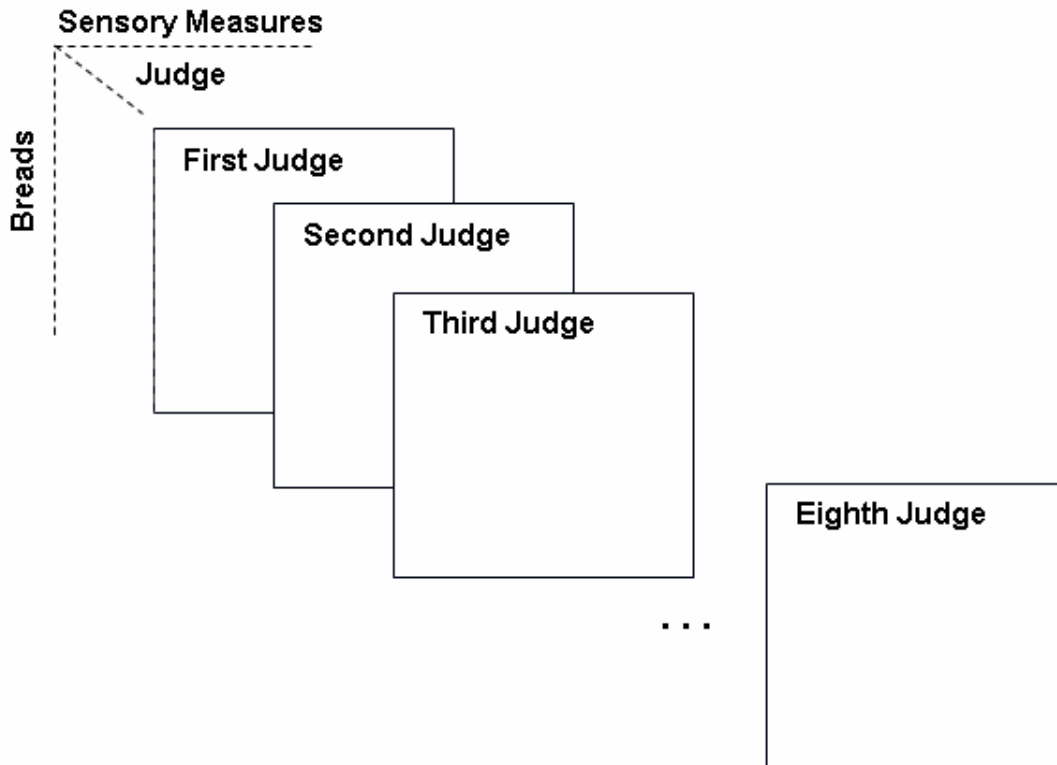 Sensory Measures
Judge
Breads
First Judge
Second Judge
Third Judge
Eighth Judge
...